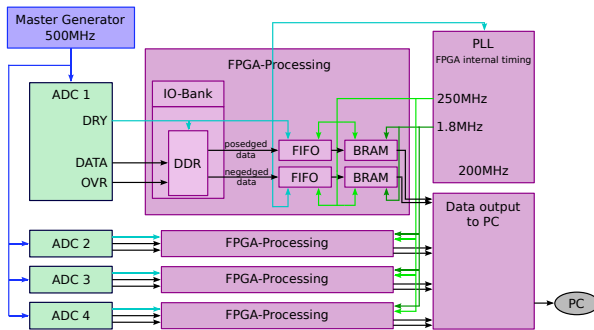 Master Generator
500MHz
ADC 1
DRY
DATA
OVR
FPGA-Processing
IO-Bank
DDR
posedged
data
negedged
data
FIFO
BRAM
FIFO
BRAM
PLL
FPGA internal timing
250MHz
1.8MHz
200MHz
Data output
to PC
ADC 2
FPGA-Processing
ADC 3
FPGA-Processing
ADC 4
FPGA-Processing
PC